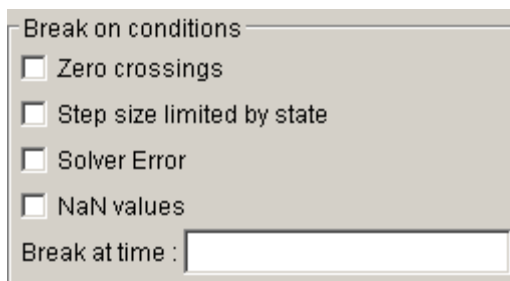 Break on conditions
Zero crossings
Step size limited by state
Solver Error
NaN values
Break at time :